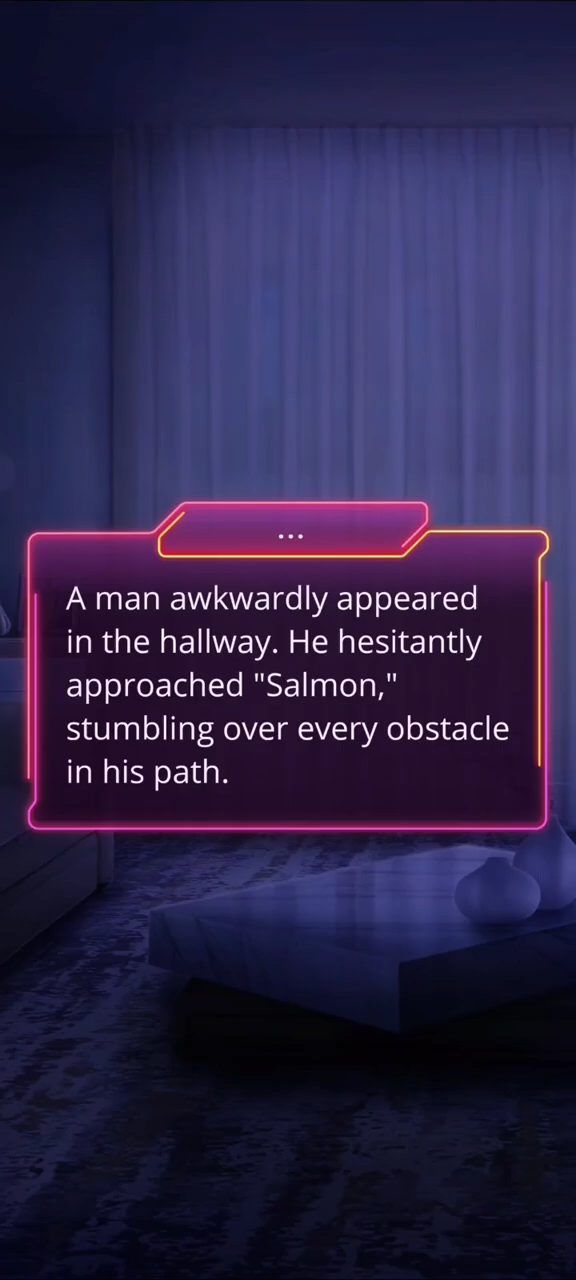 ...
A man awkwardly appeared
in the hallway. He hesitantly
approached "Salmon,"
stumbling over every obstacle
in his path.